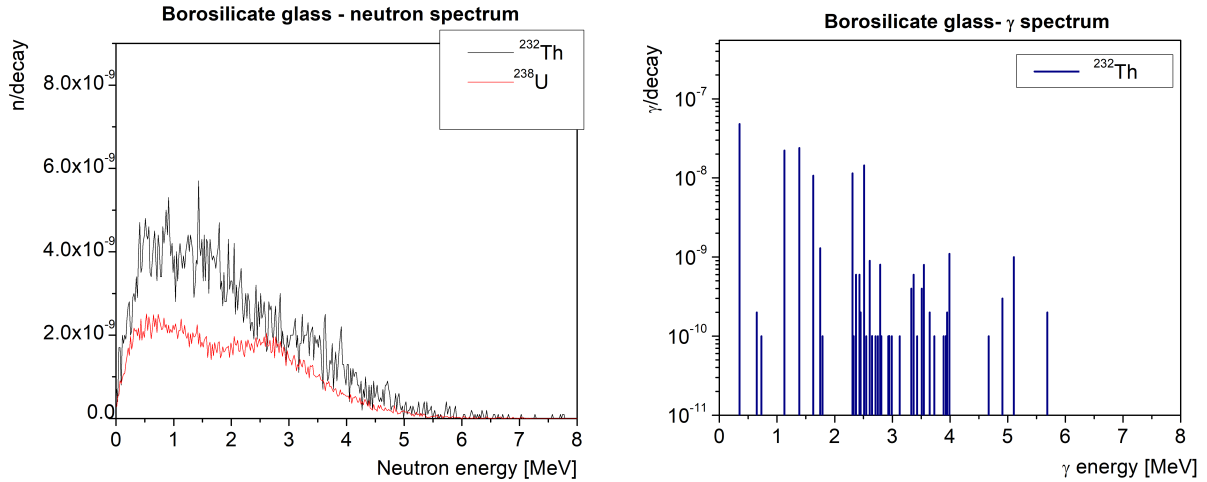 Borosilicate glass - neutron spectrum
n/decay
²³²Th
²³⁸U
8.0x10⁻⁹
6.0x10⁻⁹
4.0x10⁻⁹
2.0x10⁻⁹
0.0
0 1 2 3 4 5 6 7 8
Neutron energy [MeV]
Borosilicate glass- γ spectrum
γ/decay
²³²Th
10⁻⁷
10⁻⁸
10⁻⁹
10⁻¹⁰
10⁻¹¹
0 1 2 3 4 5 6 7 8
γ energy [MeV]